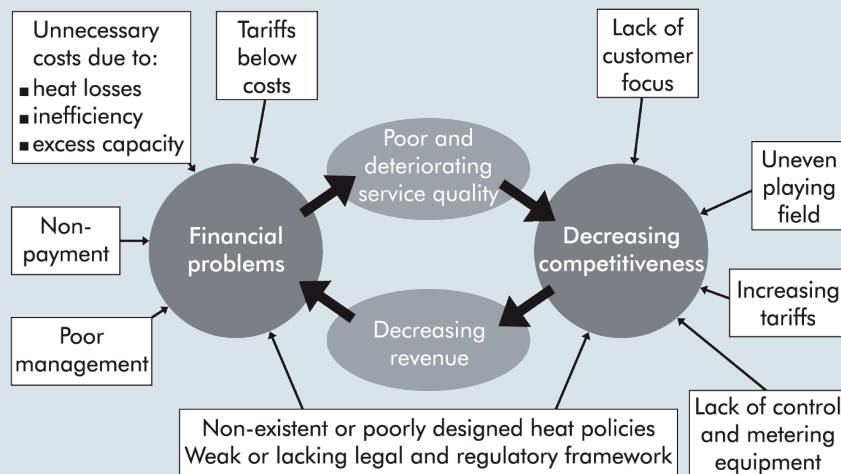 Unnecessary
costs due to:
▪ heat losses
▪ inefficiency
▪ excess capacity
Tariffs
below
costs
Lack of
customer
focus
Poor and
deteriorating
service quality
Uneven
playing
field
Non-
payment
Financial
problems
Decreasing
competitiveness
Increasing
tariffs
Poor
management
Decreasing
revenue
Non-existent or poorly designed heat policies
Weak or lacking legal and regulatory framework
Lack of control
and metering
equipment